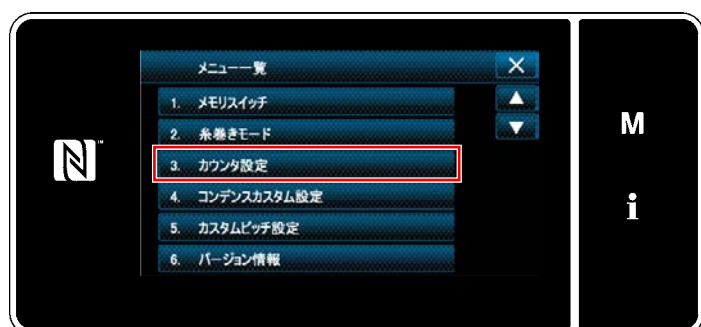 メニュー一覧
1. メモリスイッチ
2. 糸巻きモード
3. カウンタ設定
4. コンデンスカスタム設定
5. カスタムピッチ設定
6. バージョン情報
N™
M
i